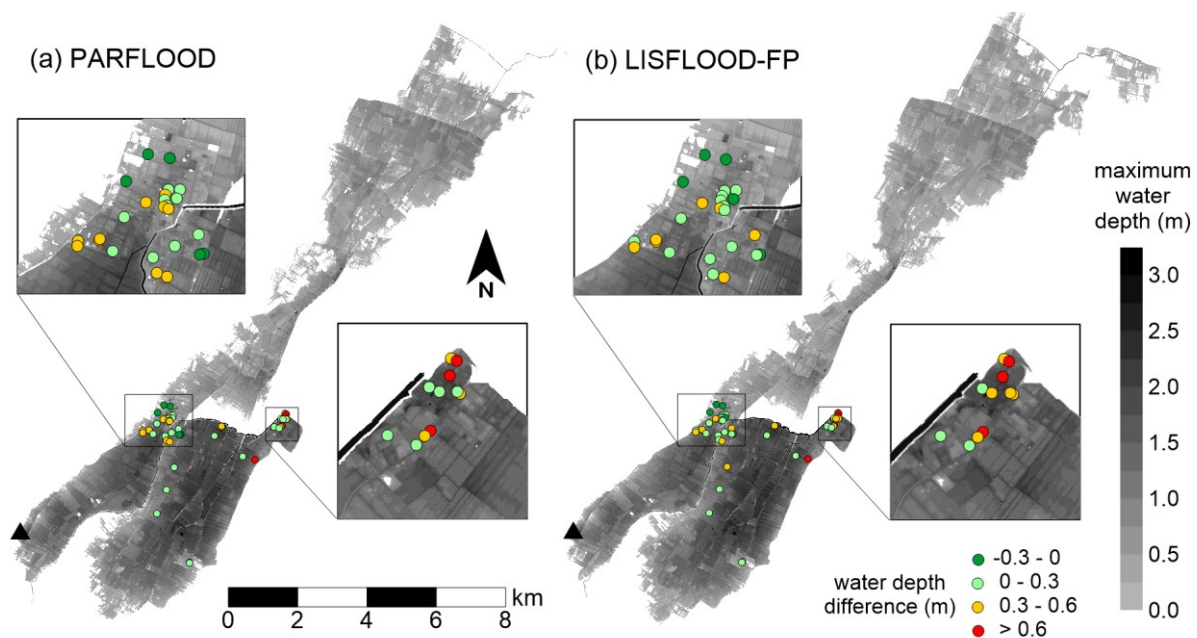 (a) PARFLOOD
(b) LISFLOOD-FP
N
maximum
water
depth (m)
3.0
2.5
2.0
1.5
1.0
0.5
0.0
km
0 2 4 6 8
water depth
difference (m)
-0.3 - 0
0 - 0.3
0.3 - 0.6
> 0.6